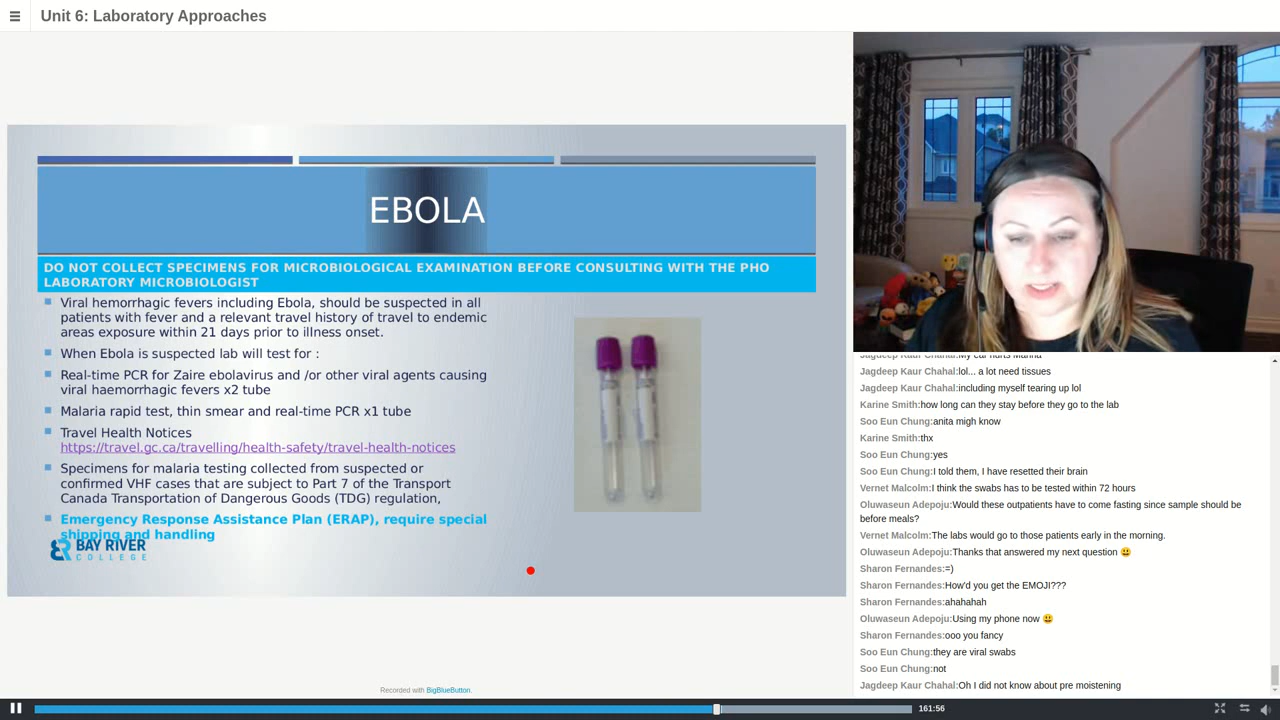 Unit 6: Laboratory Approaches
EBOLA
DO NOT COLLECT SPECIMENS FOR MICROBIOLOGICAL EXAMINATION BEFORE CONSULTING WITH THE PHO
LABORATORY MICROBIOLOGIST
Viral hemorrhagic fevers including Ebola, should be suspected in all
patients with fever and a relevant travel history of travel to endemic
areas exposure within 21 days prior to illness onset.
When Ebola is suspected lab will test for :
Real-time PCR for Zaire ebolavirus and /or other viral agents causing
viral haemorrhagic fevers x2 tube
Malaria rapid test, thin smear and real-time PCR x1 tube
Travel Health Notices
https://travel.gc.ca/travelling/health-safety/travel-health-notices
Specimens for malaria testing collected from suspected or
confirmed VHF cases that are subject to Part 7 of the Transport
Canada Transportation of Dangerous Goods (TDG) regulation,
Emergency Response Assistance Plan (ERAP), require special
shipping and handling
BAY RIVER
COLLEGE
Recorded with BigBlueButton.
Jagdeep Kaur Chahal:My ear hurts Marina
Jagdeep Kaur Chahal:lol... a lot need tissues
Jagdeep Kaur Chahal:including myself tearing up lol
Karine Smith:how long can they stay before they go to the lab
Soo Eun Chung:anita migh know
Karine Smith:thx
Soo Eun Chung:yes
Soo Eun Chung:I told them, I have resetted their brain
Vernet Malcolm:I think the swabs has to be tested within 72 hours
Oluwaseun Adepoju:Would these outpatients have to come fasting since sample should be
before meals?
Vernet Malcolm:The labs would go to those patients early in the morning.
Oluwaseun Adepoju:Thanks that answered my next question 😃
Sharon Fernandes:=)
Sharon Fernandes:How'd you get the EMOJI???
Sharon Fernandes:ahahahah
Oluwaseun Adepoju:Using my phone now 😃
Sharon Fernandes:ooo you fancy
Soo Eun Chung:they are viral swabs
Soo Eun Chung:not
Jagdeep Kaur Chahal:Oh I did not know about pre moistening
161:56